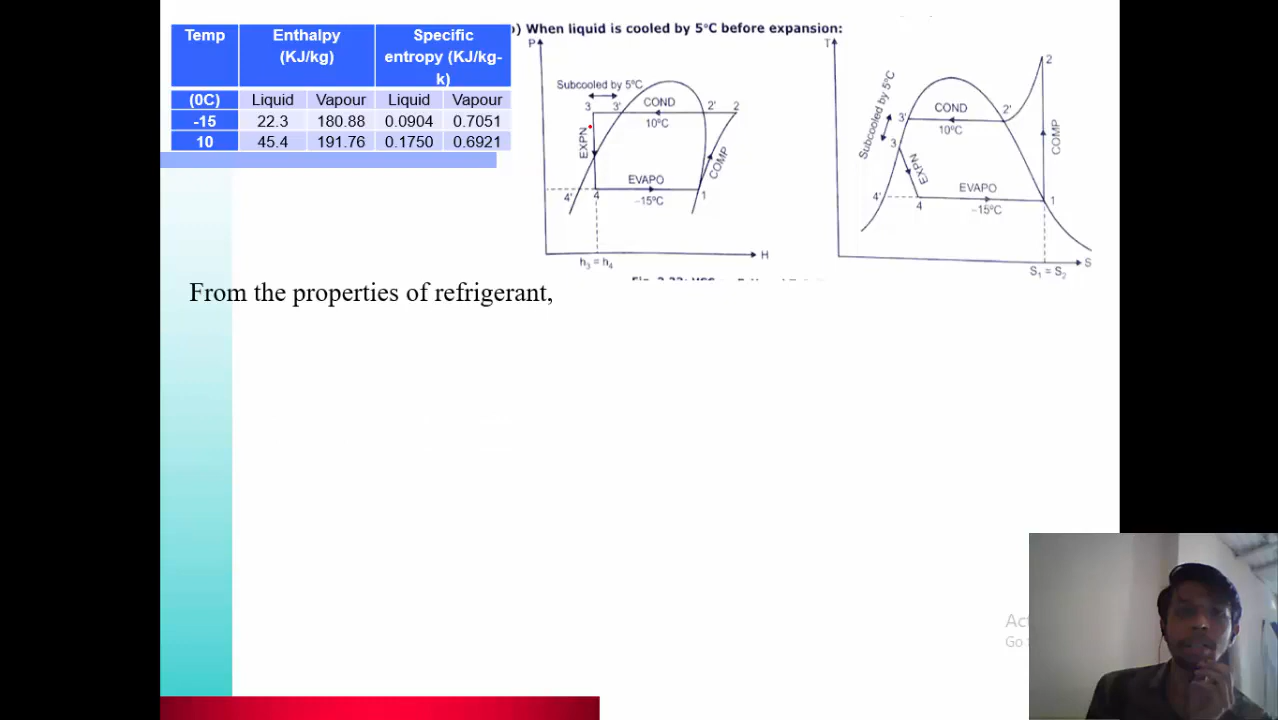 Temp Enthalpy (KJ/kg) Specific entropy (KJ/kg-k)
(0C) Liquid Vapour Liquid Vapour
-15 22.3 180.88 0.0904 0.7051
10 45.4 191.76 0.1750 0.6921
) When liquid is cooled by 5°C before expansion:
P
Subcooled by 5°C
3 3' COND 2' 2
10°C
EXPN
COMP
EVAPO
4' 4 -15°C 1
H
h3 = h4
T
2
Subcooled by 5°C
3' COND 2'
10°C
COMP
3
EXPN
EVAPO
4' 4 -15°C 1
S
S1 = S2
From the properties of refrigerant,
Go